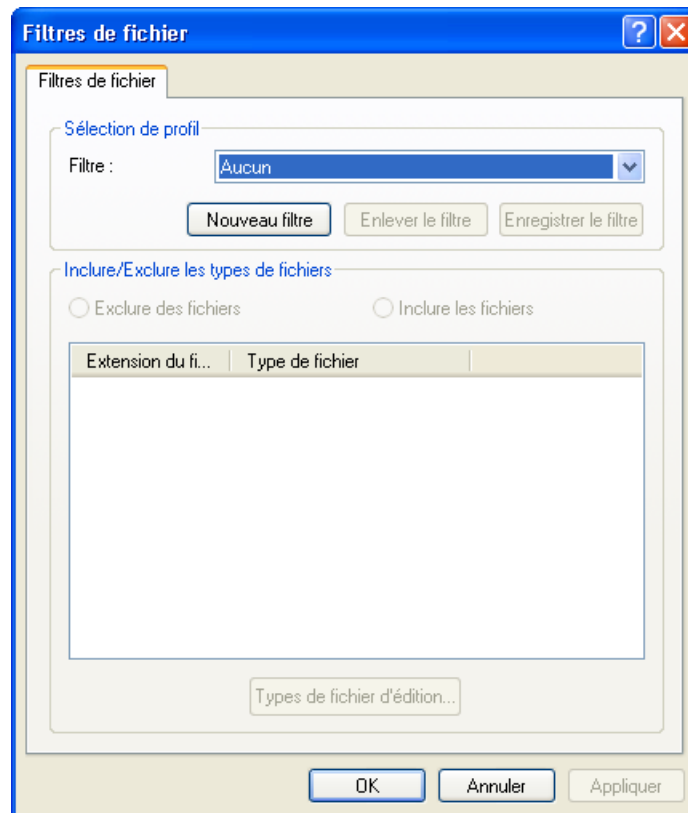 Filtres de fichier
Filtres de fichier
Sélection de profil
Filtre :
Aucun
Nouveau filtre
Enlever le filtre
Enregistrer le filtre
Inclure/Exclure les types de fichiers
Exclure des fichiers
Inclure les fichiers
Extension du fi...
Type de fichier
Types de fichier d'édition...
OK
Annuler
Appliquer